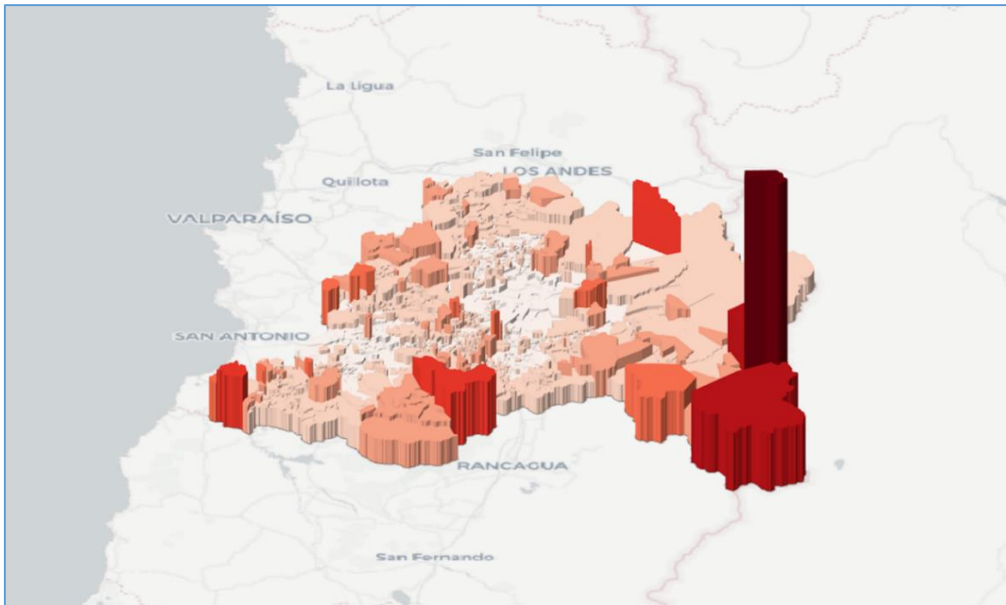 La Ligua
San Felipe
LOS ANDES
Quillota
VALPARAÍSO
SAN ANTONIO
RANCAGUA
San Fernando